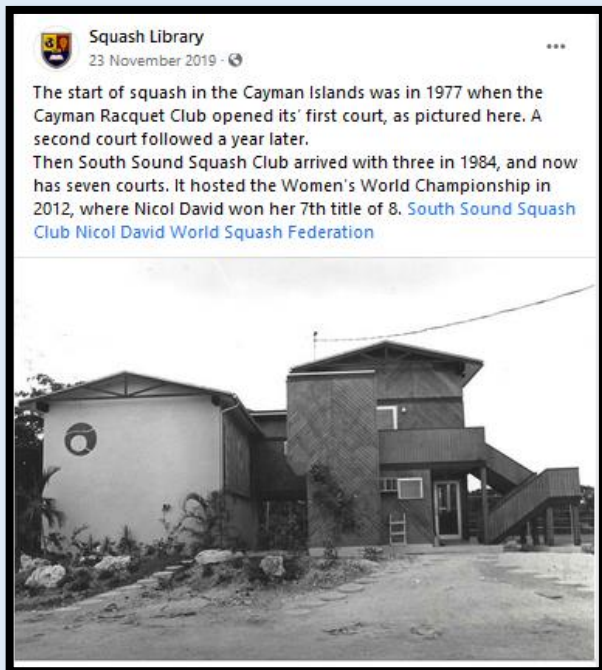 Squash Library
23 November 2019 ·
The start of squash in the Cayman Islands was in 1977 when the
Cayman Racquet Club opened its' first court, as pictured here. A
second court followed a year later.
Then South Sound Squash Club arrived with three in 1984, and now
has seven courts. It hosted the Women's World Championship in
2012, where Nicol David won her 7th title of 8. South Sound Squash
Club Nicol David World Squash Federation